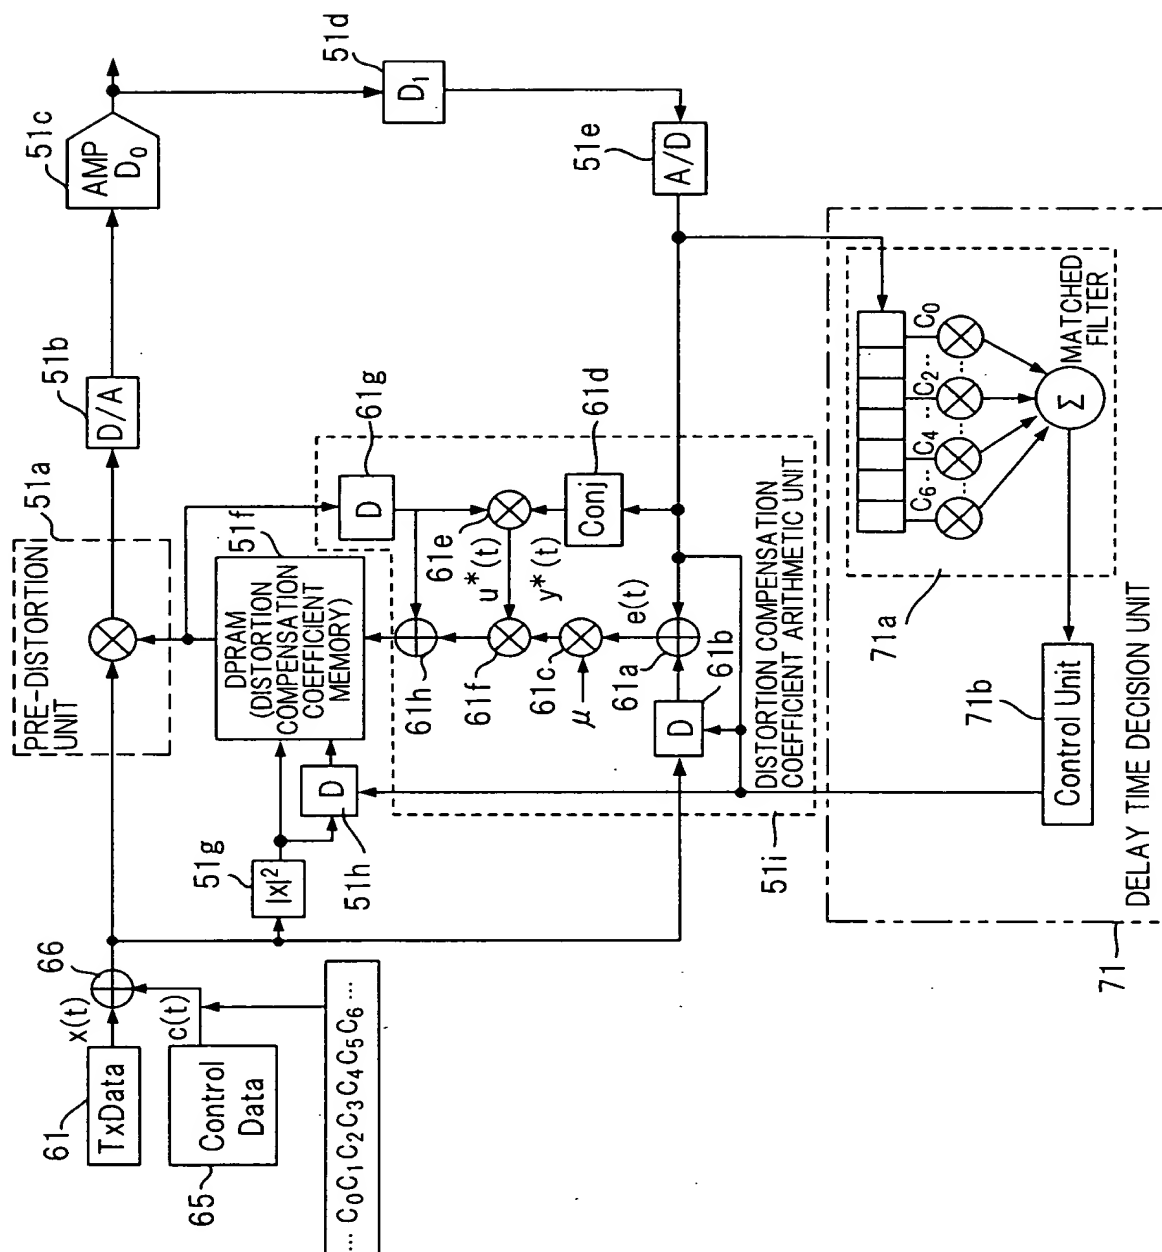 61
TxData
x(t)
66
65
Control
Data
c(t)
... C0C1C2C3C4C5C6 ...
PRE-DISTORTION
UNIT
51a
51b
D/A
51c
AMP
D0
51d
D1
51e
A/D
51g
|x|2
51h
D
51f
DPRAM
(DISTORTION
COMPENSATION
COEFFICIENT
MEMORY)
61g
D
61e
u*(t)
61d
Conj
y*(t)
61h
61f
61c
μ
e(t)
61a
61b
D
DISTORTION COMPENSATION
COEFFICIENT ARITHMETIC UNIT
51i
C6 ... C4 ... C2 ... C0
Σ
MATCHED
FILTER
71a
71b
Control Unit
DELAY TIME DECISION UNIT
71